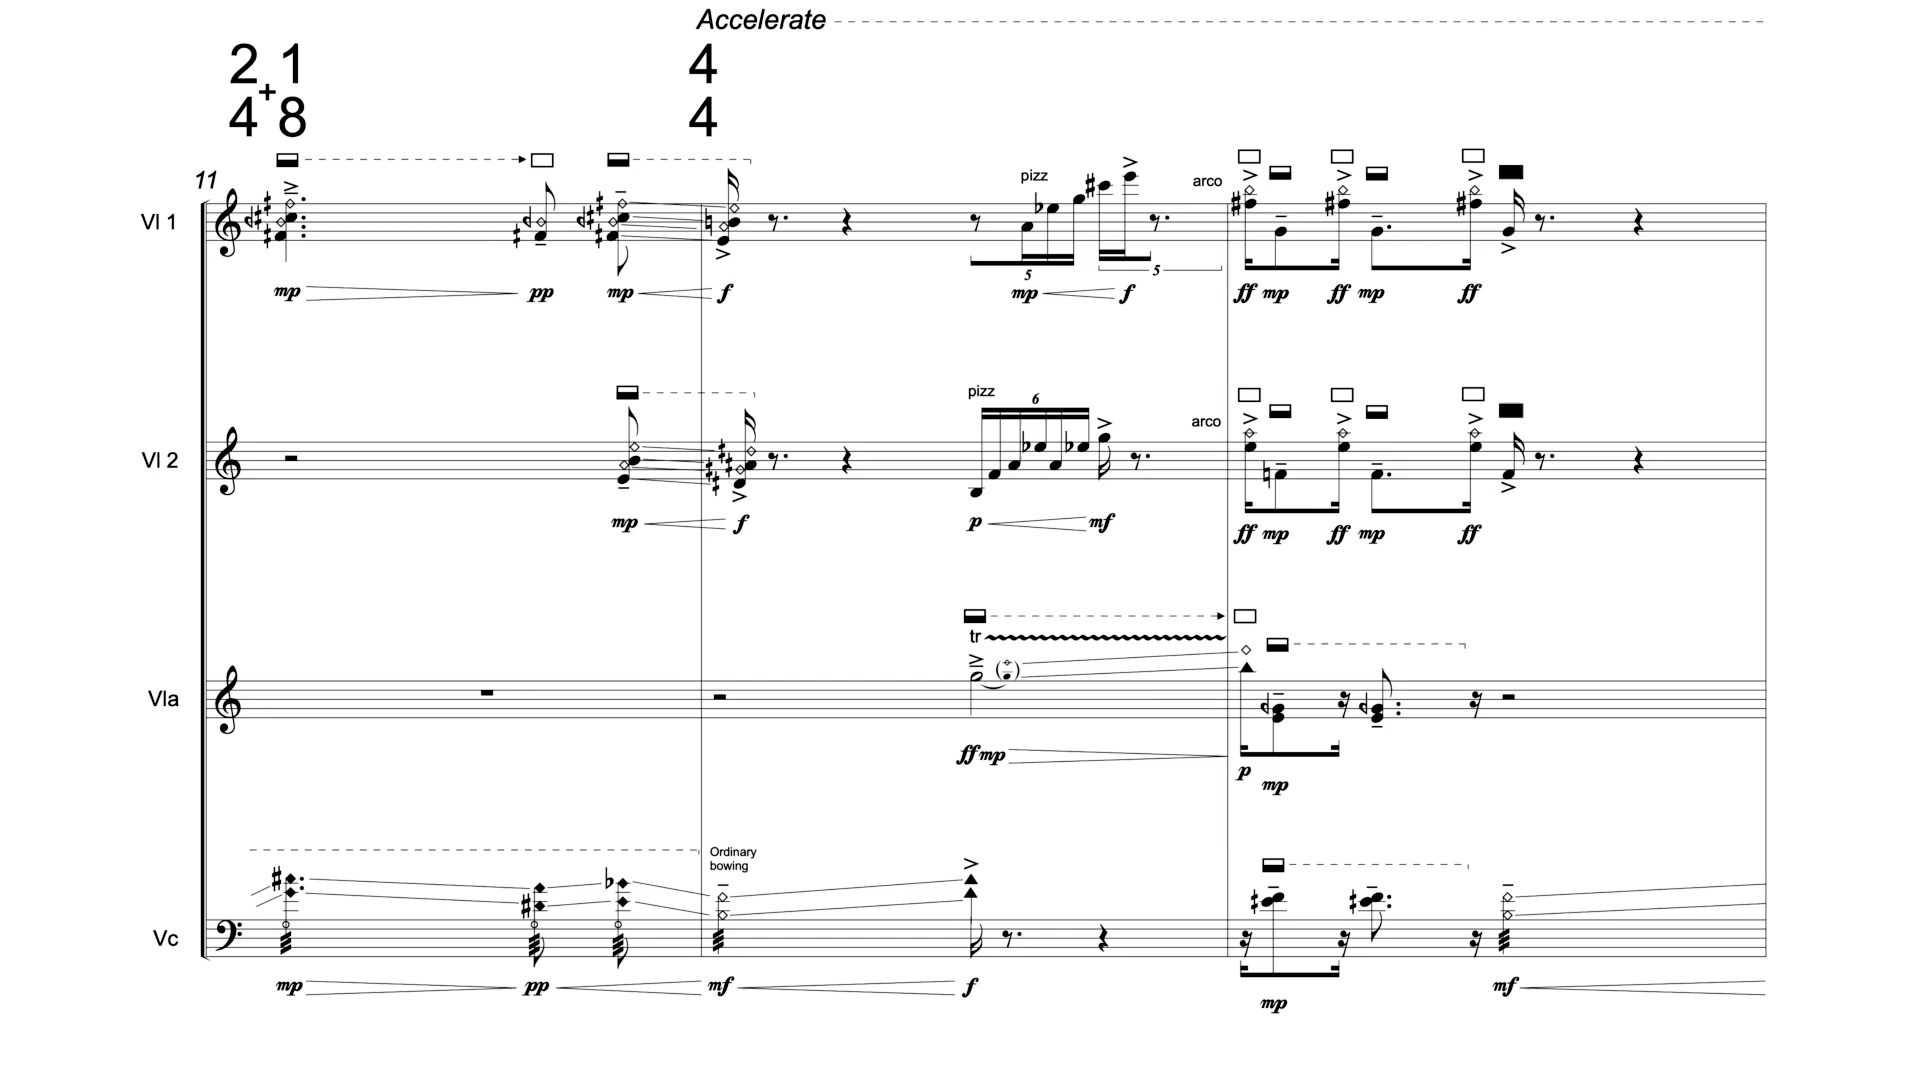 Accelerate
2 1 4
+
4 8 4
11
Vl 1
pizz
arco
5
5
mp pp mp f mp f ff mp ff mp ff
Vl 2
pizz
6
arco
mp f p mf ff mp ff mp ff
Vla
tr
ff mp p
mp
Vc
Ordinary
bowing
mp pp mf f mf
mp